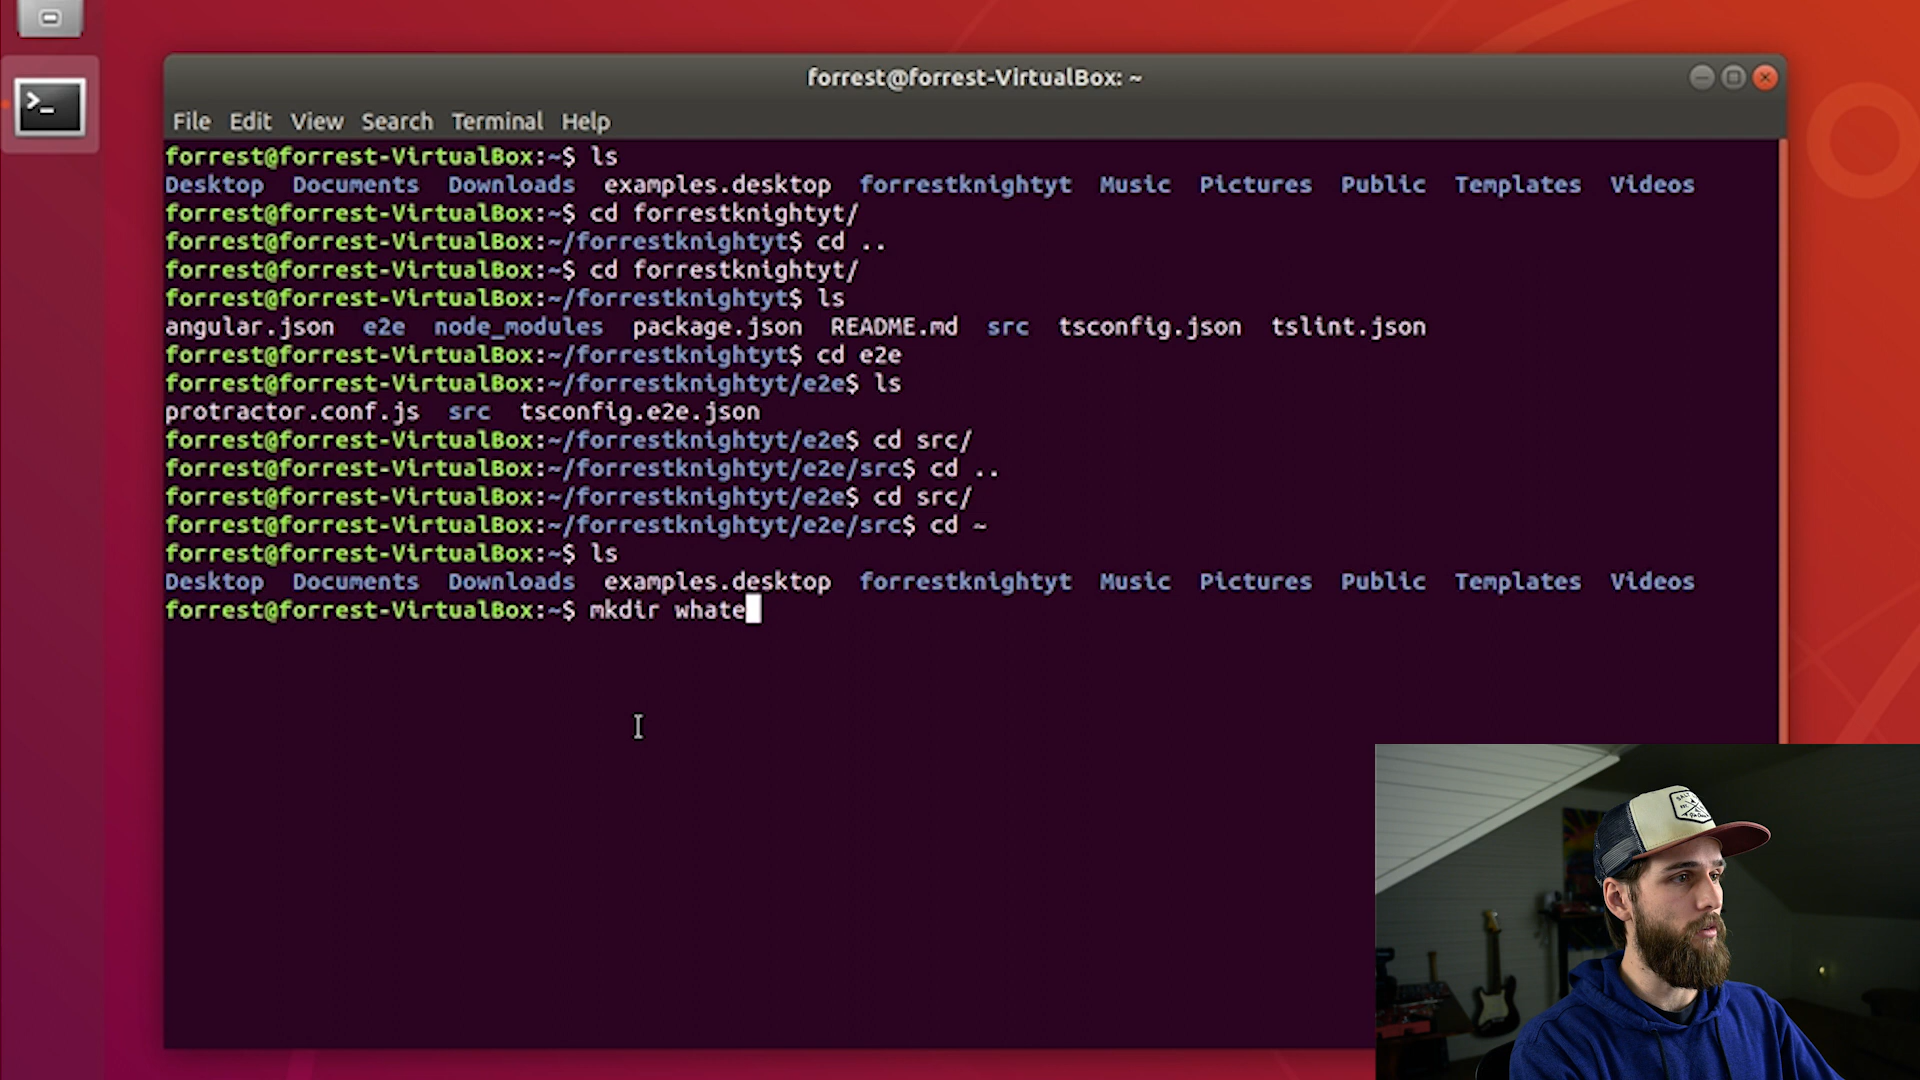 forrest@forrest-VirtualBox: ~
File Edit View Search Terminal Help
forrest@forrest-VirtualBox:~$ ls
Desktop Documents Downloads examples.desktop forrestknightyt Music Pictures Public Templates Videos
forrest@forrest-VirtualBox:~$ cd forrestknightyt/
forrest@forrest-VirtualBox:~/forrestknightyt$ cd ..
forrest@forrest-VirtualBox:~$ cd forrestknightyt/
forrest@forrest-VirtualBox:~/forrestknightyt$ ls
angular.json e2e node_modules package.json README.md src tsconfig.json tslint.json
forrest@forrest-VirtualBox:~/forrestknightyt$ cd e2e
forrest@forrest-VirtualBox:~/forrestknightyt/e2e$ ls
protractor.conf.js src tsconfig.e2e.json
forrest@forrest-VirtualBox:~/forrestknightyt/e2e$ cd src/
forrest@forrest-VirtualBox:~/forrestknightyt/e2e/src$ cd ..
forrest@forrest-VirtualBox:~/forrestknightyt/e2e$ cd src/
forrest@forrest-VirtualBox:~/forrestknightyt/e2e/src$ cd ~
forrest@forrest-VirtualBox:~$ ls
Desktop Documents Downloads examples.desktop forrestknightyt Music Pictures Public Templates Videos
forrest@forrest-VirtualBox:~$ mkdir whate